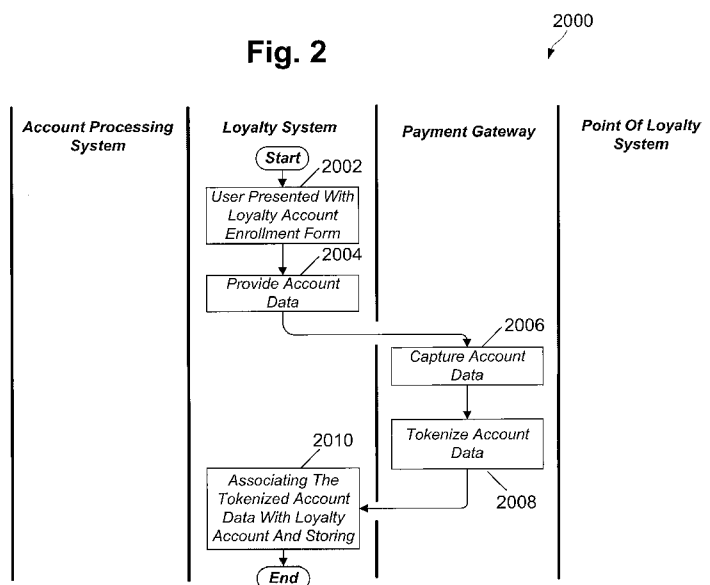 2000
Fig. 2
Account Processing
System
Loyalty System
Payment Gateway
Point Of Loyalty
System
Start
2002
User Presented With
Loyalty Account
Enrollment Form
2004
Provide Account
Data
2006
Capture Account
Data
Tokenize Account
Data
2008
2010
Associating The
Tokenized Account
Data With Loyalty
Account And Storing
End